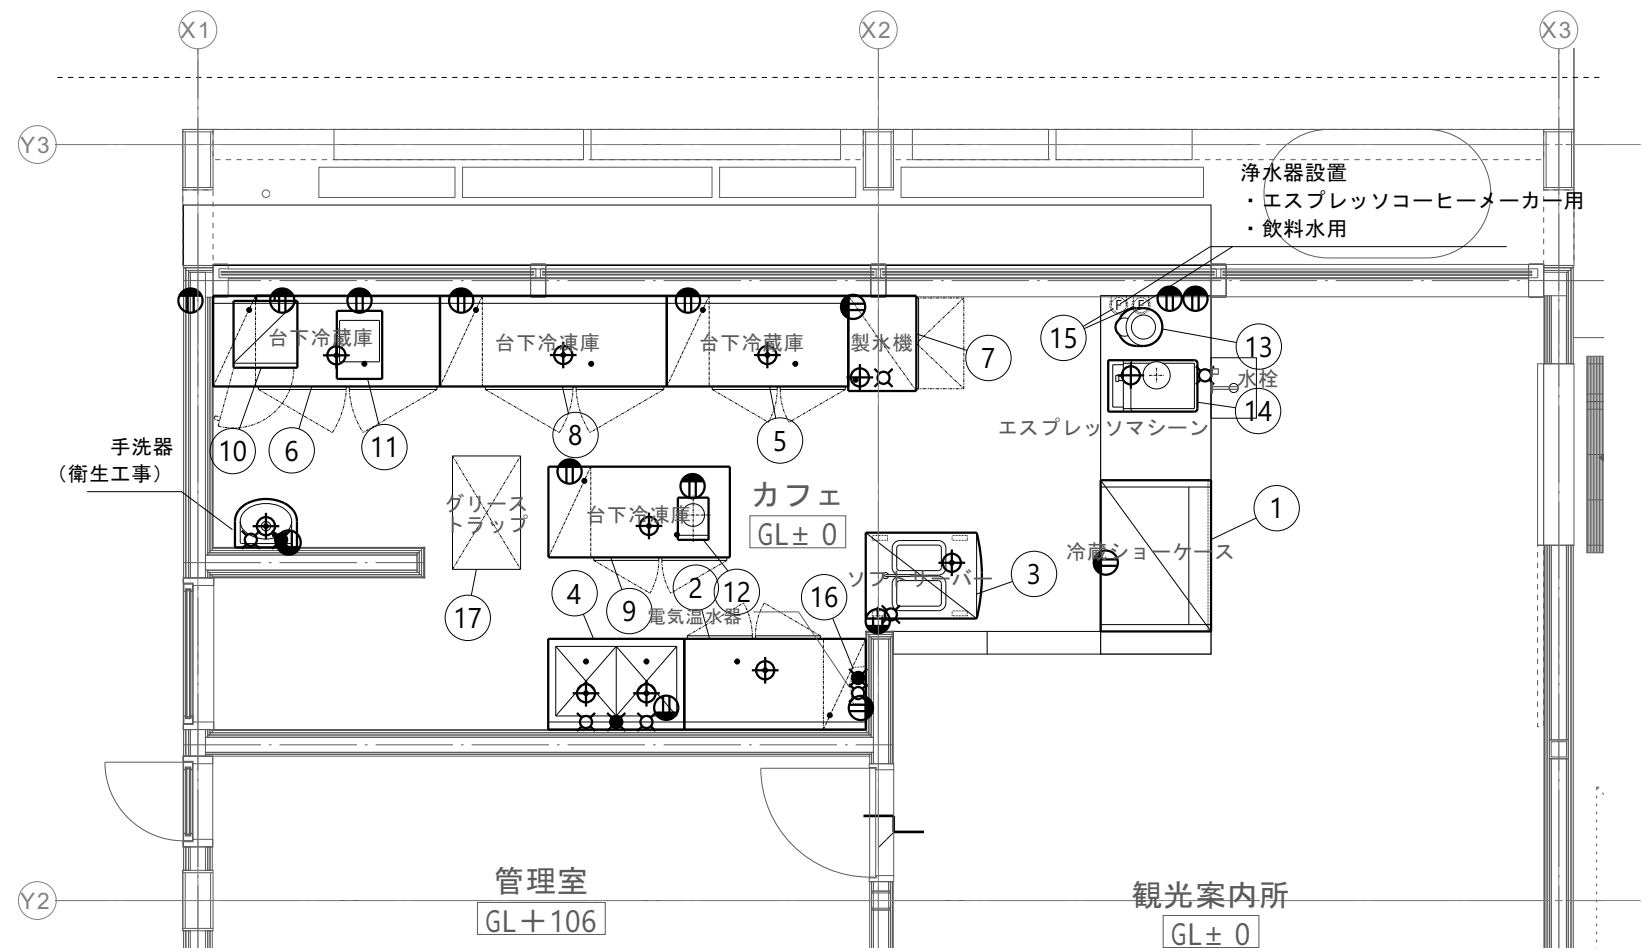 X1
X2
X3
Y3
浄水器設置
・エスプレッソコーヒーメーカー用
・飲料水用
台下冷蔵庫
台下冷凍庫
台下冷蔵庫
製氷機
7
15
F
F
13
水栓
14
エスプレッソマシーン
10
6
11
8
5
手洗器
（衛生工事）
グリース
トラップ
台下冷凍庫
カフェ
GL± 0
1
冷蔵ショーケース
ソフトサーバー
3
17
4
9
2
12
電気温水器
16
管理室
GL＋106
観光案内所
GL± 0
Y2